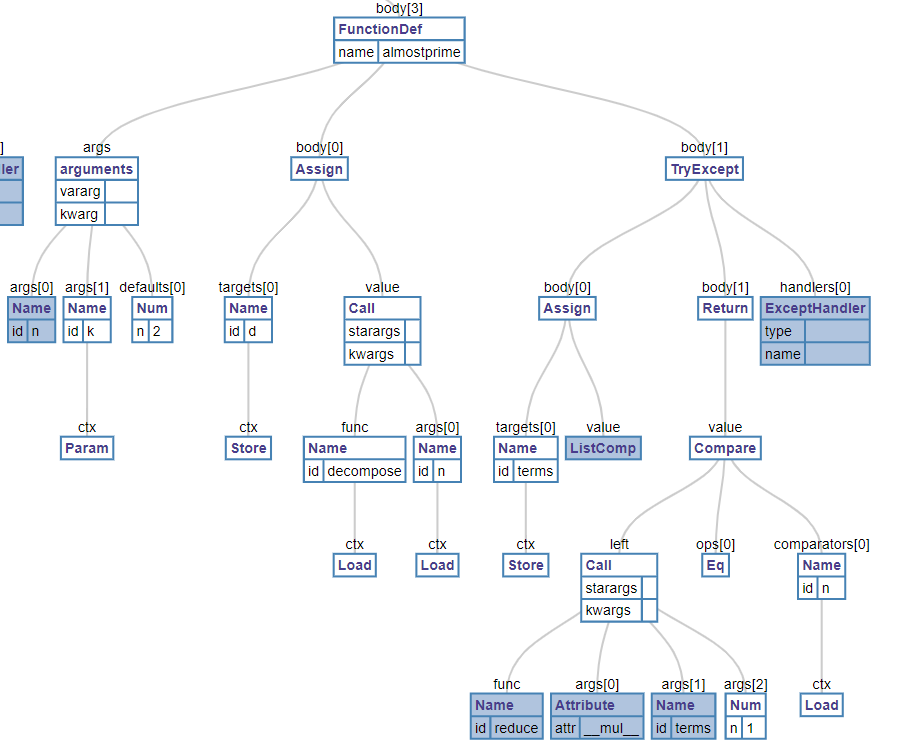 body[3]
FunctionDef
name almostprime
] args body[0] body[1]
ler arguments Assign TryExcept
vararg
kwarg
args[0] args[1] defaults[0] targets[0] value body[0] body[1] handlers[0]
Name Name Num Name Call Assign Return ExceptHandler
id n id k n 2 id d starargs type
kwargs name
ctx func args[0] targets[0] value value
Param Store Name Name Name ListComp Compare
id decompose id n id terms
ctx ctx ctx left ops[0] comparators[0]
Load Load Store Call Eq Name
starargs id n
kwargs
func args[0] args[1] args[2] ctx
Name Attribute Name Num Load
id reduce attr __mul__ id terms n 1